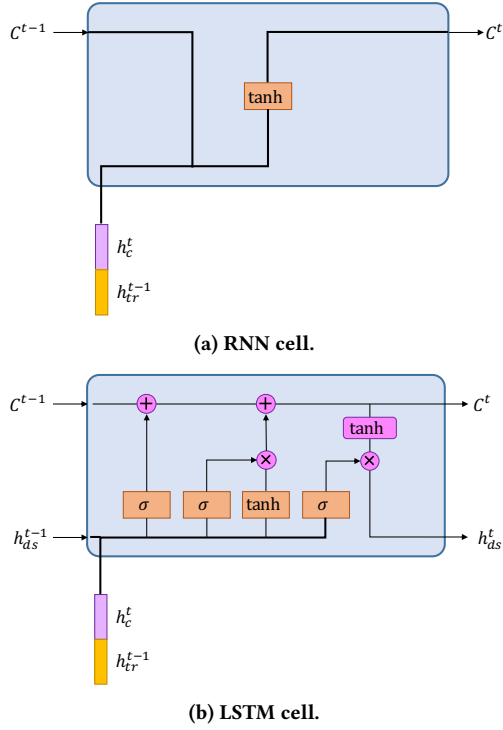 C^{t-1}
C^t
tanh
h_c^t
h_{tr}^{t-1}
(a) RNN cell.
C^{t-1}
+
+
C^t
tanh
×
×
σ
σ
tanh
σ
h_{ds}^{t-1}
h_{ds}^t
h_c^t
h_{tr}^{t-1}
(b) LSTM cell.